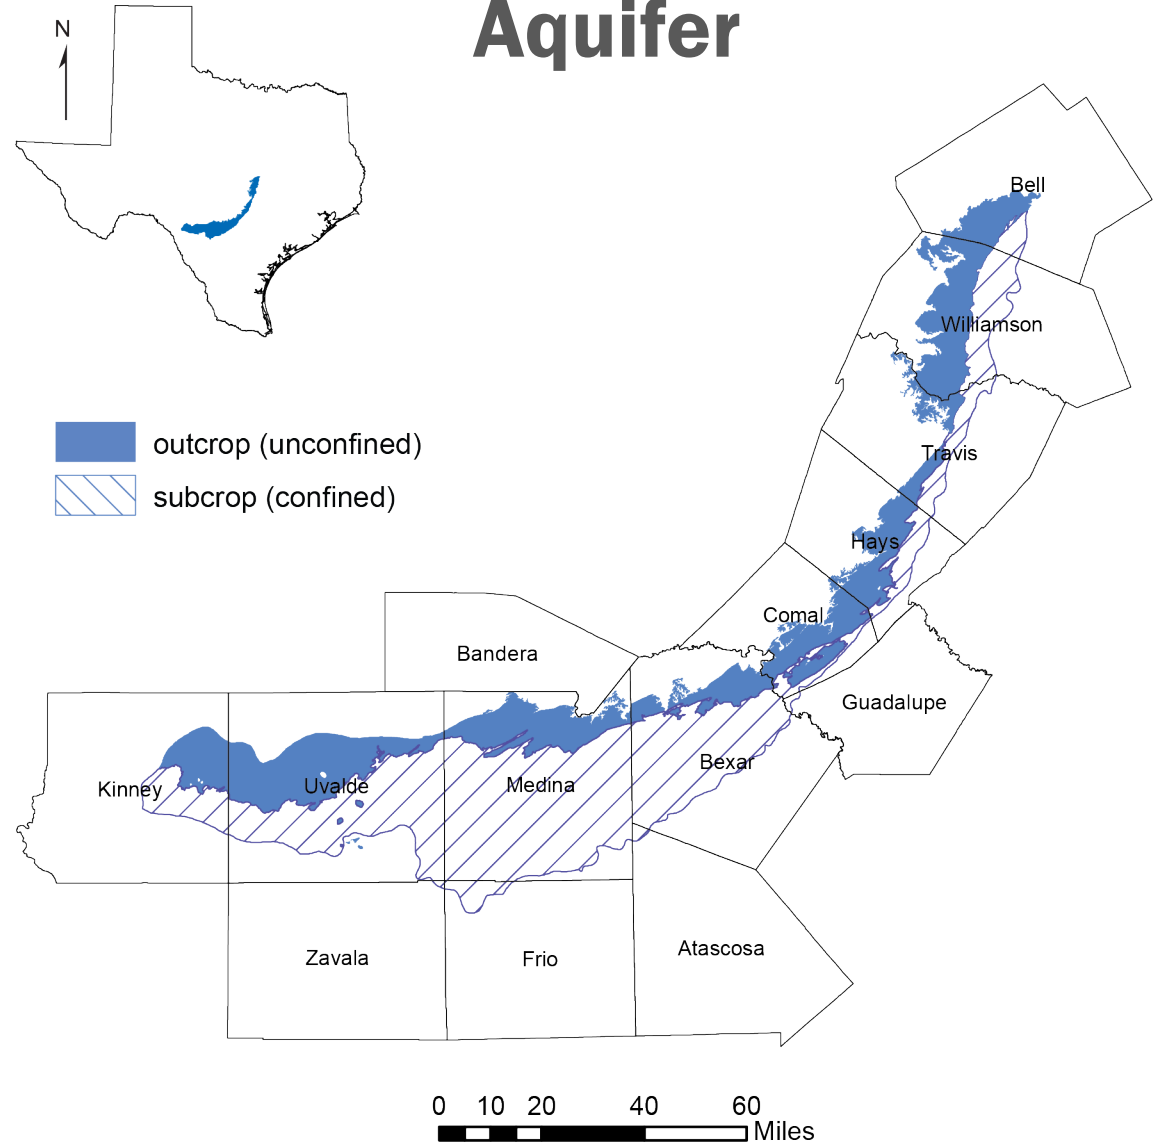 Aquifer
N
Bell
Williamson
outcrop (unconfined)
Travis
subcrop (confined)
Hays
Comal
Bandera
Guadalupe
Bexar
Kinney
Uvalde
Medina
Zavala
Frio
Atascosa
0 10 20 40 60
Miles